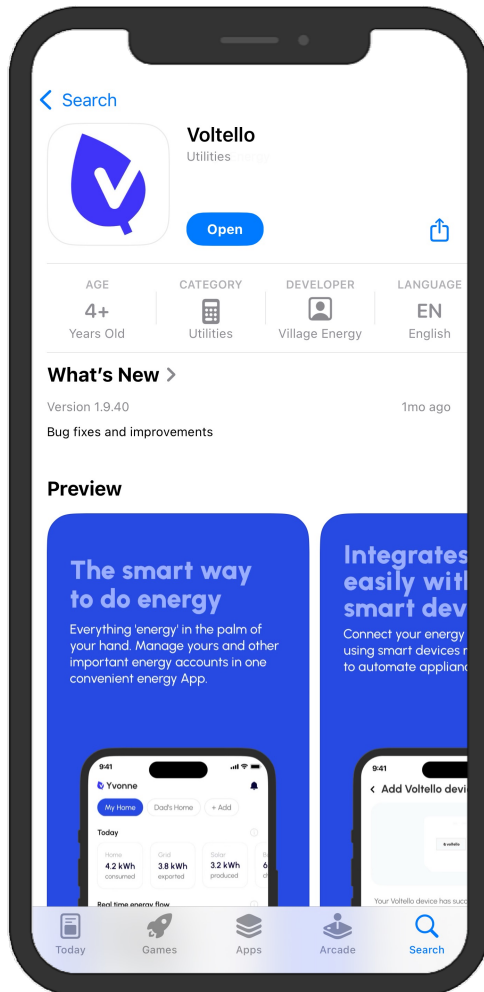 Search
Voltello
Utilities
Open
AGE
CATEGORY
DEVELOPER
LANGUAGE
4+
EN
Years Old
Utilities
Village Energy
English
What's New >
Version 1.9.40
1mo ago
Bug fixes and improvements
Preview
The smart way
to do energy
Everything 'energy' in the palm of
your hand. Manage yours and other
important energy accounts in one
convenient energy App.
9:41
Yvonne
My Home
Dad's Home
+ Add
Today
Home
Grid
Solar
4.2 kWh
3.8 kWh
3.2 kWh
consumed
exported
produced
Real time energy flow
Integrates
easily with
smart dev
Connect your energy
using smart devices
to automate applian
9:41
< Add Voltello devi
voltello
Your Voltello device has succ
Today
Games
Apps
Arcade
Search